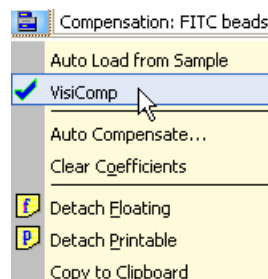 Compensation: FITC beads
Auto Load from Sample
VisiComp
Auto Compensate...
Clear Coefficients
f Detach Floating
P Detach Printable
Copy to Clipboard